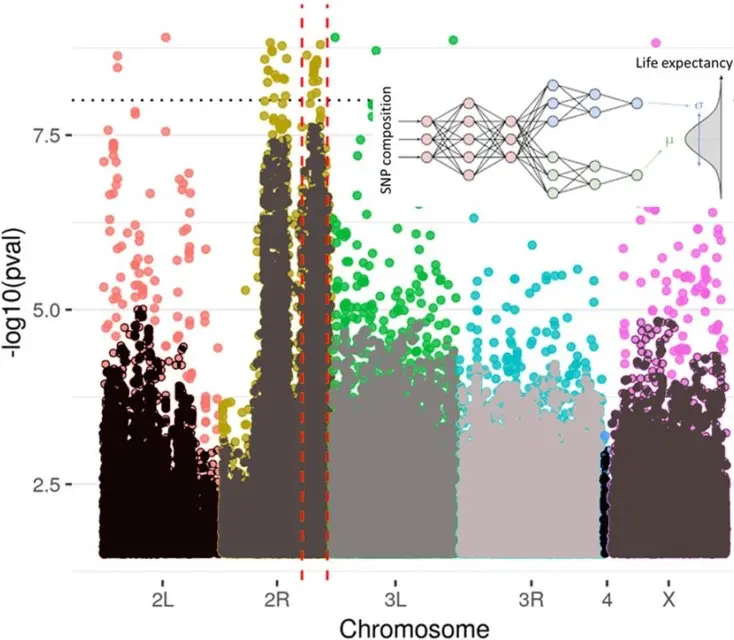 Life expectancy
SNP composition
σ
μ
-log10(pval)
7.5
5.0
2.5
2L
2R
3L
3R
4
X
Chromosome